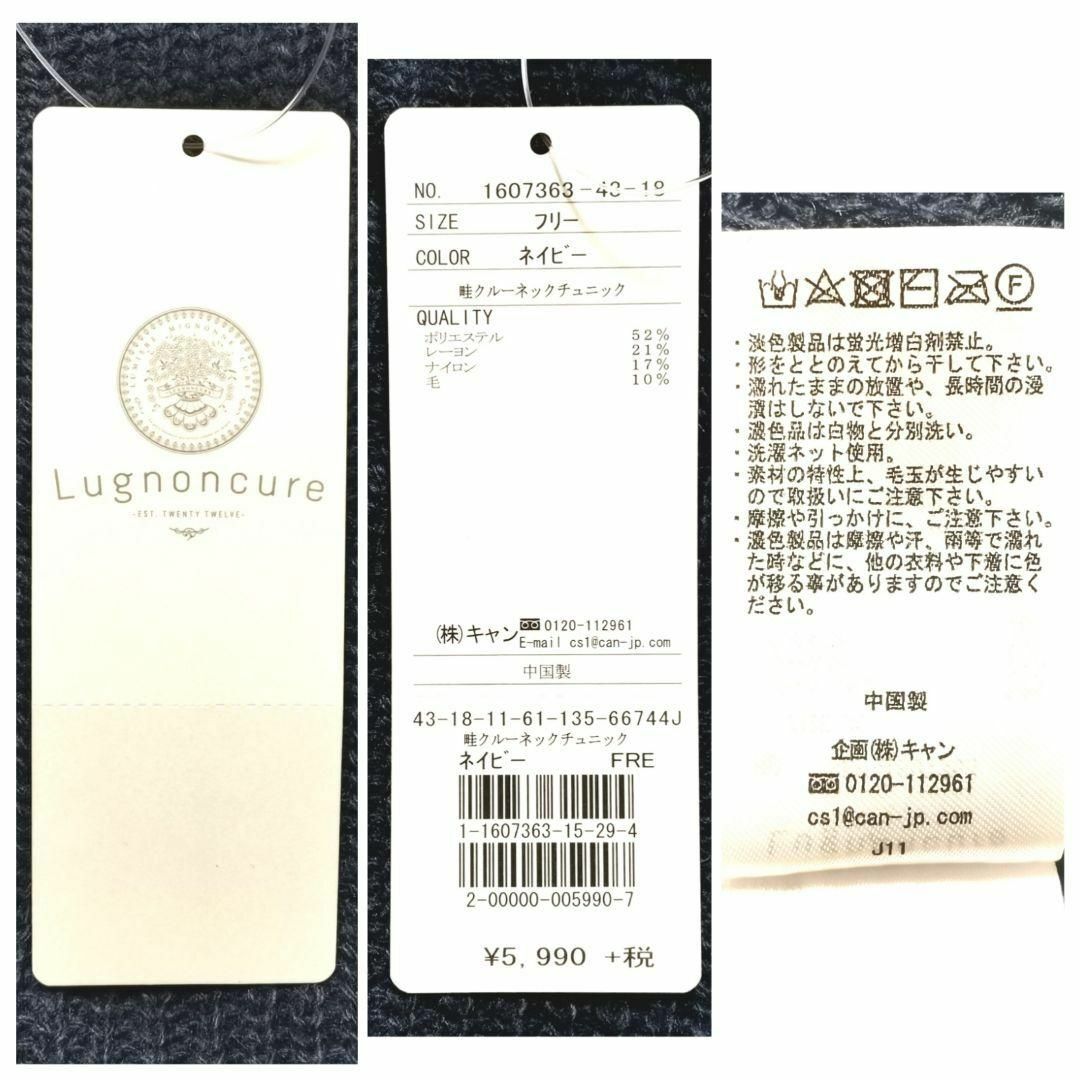 Lugnoncure
-EST. TWENTY TWELVE-
NO. 1607363-43-18
SIZE フリー
COLOR ネイビー
畦クルーネックチュニック
QUALITY
ポリエステル 52%
レーヨン 21%
ナイロン 17%
毛 10%
(株)キャン 0120-112961
E-mail cs1@can-jp.com
中国製
43-18-11-61-135-66744J
畦クルーネックチュニック
ネイビー FRE
1-1607363-15-29-4
2-00000-005990-7
¥5,990 +税
F
・淡色製品は蛍光増白剤禁止。
・形をととのえてから干して下さい。
・濡れたままの放置や、長時間の浸
漬はしないで下さい。
・濃色品は白物と分別洗い。
・洗濯ネット使用。
・素材の特性上、毛玉が生じやすい
ので取扱いにご注意下さい。
・摩擦や引っかけに、ご注意下さい。
・濃色製品は摩擦や汗、雨等で濡れ
た時などに、他の衣料や下着に色
が移る事がありますのでご注意く
ださい。
中国製
企画(株)キャン
0120-112961
cs1@can-jp.com
J11